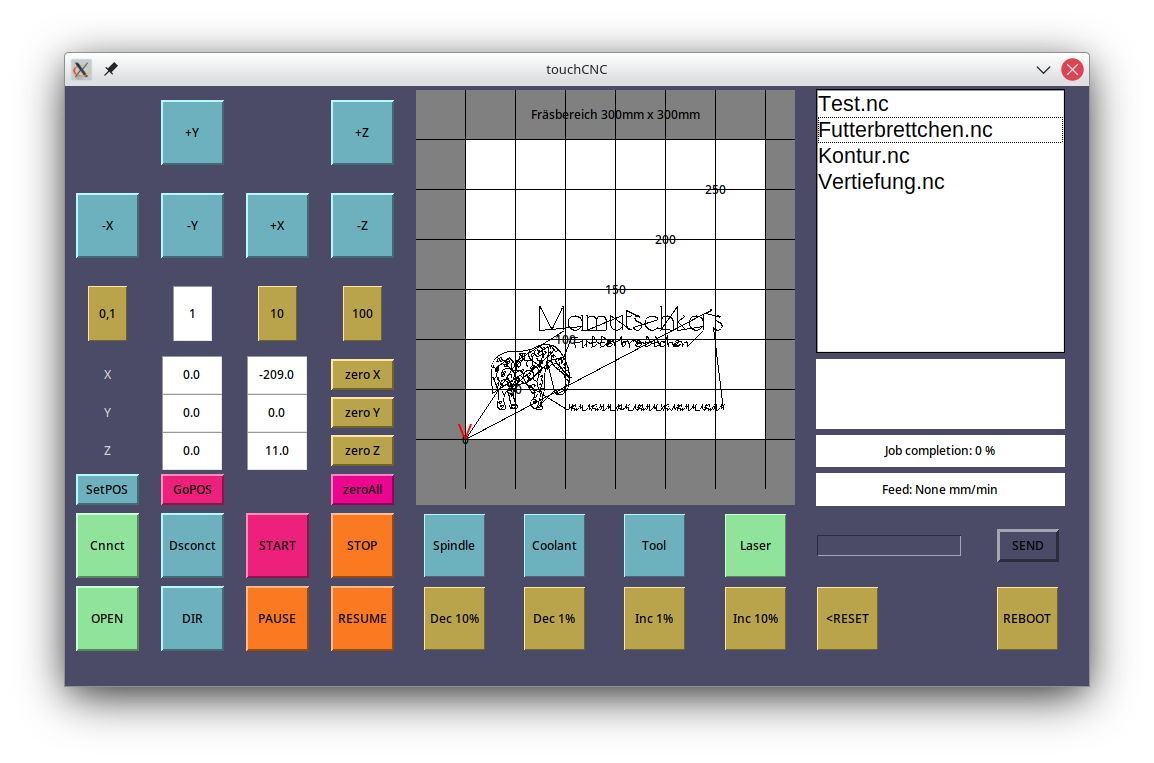 touchCNC
+Y
+Z
-X
-Y
+X
-Z
0,1
1
10
100
X
0.0
-209.0
zero X
Y
0.0
0.0
zero Y
Z
0.0
11.0
zero Z
SetPOS
GoPOS
zeroAll
Cnnct
Dsconct
START
STOP
OPEN
DIR
PAUSE
RESUME
Fräsbereich 300mm x 300mm
250
200
150
Mamatschka's
100
Futterbrettchen
0
Spindle
Coolant
Tool
Laser
Dec 10%
Dec 1%
Inc 1%
Inc 10%
Test.nc
Futterbrettchen.nc
Kontur.nc
Vertiefung.nc
Job completion: 0 %
Feed: None mm/min
SEND
<RESET
REBOOT